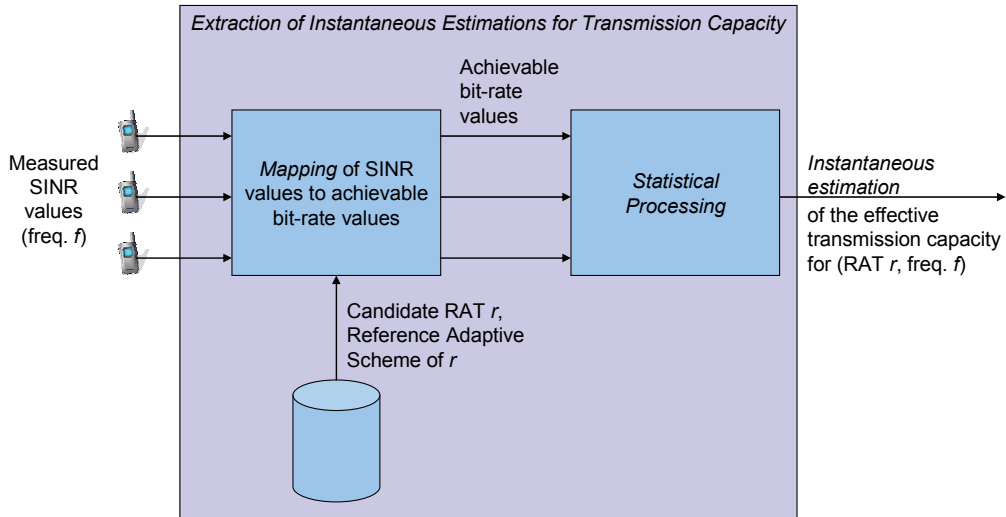 Extraction of Instantaneous Estimations for Transmission Capacity
Achievable
bit-rate
values
Measured
SINR
values
(freq. f)
Mapping of SINR
values to achievable
bit-rate values
Statistical
Processing
Instantaneous
estimation
of the effective
transmission capacity
for (RAT r, freq. f)
Candidate RAT r,
Reference Adaptive
Scheme of r